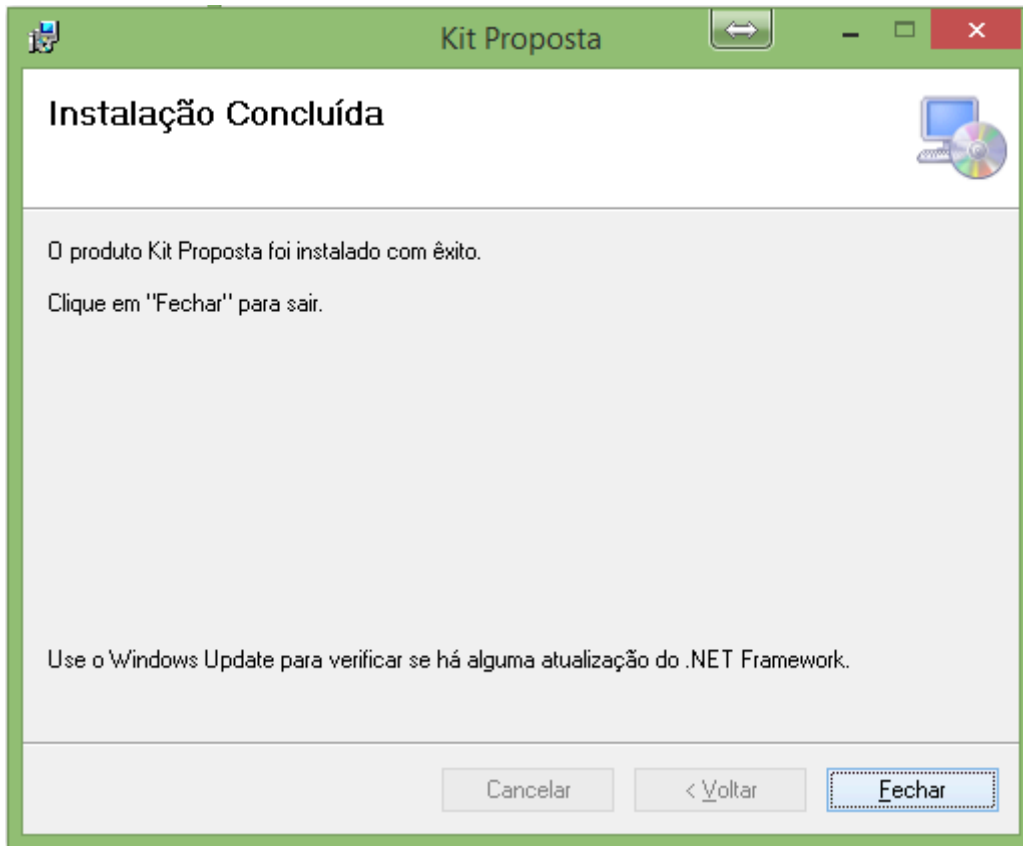 Kit Proposta
Instalação Concluída
O produto Kit Proposta foi instalado com êxito.
Clique em "Fechar" para sair.
Use o Windows Update para verificar se há alguma atualização do .NET Framework.
Cancelar
< Voltar
Fechar